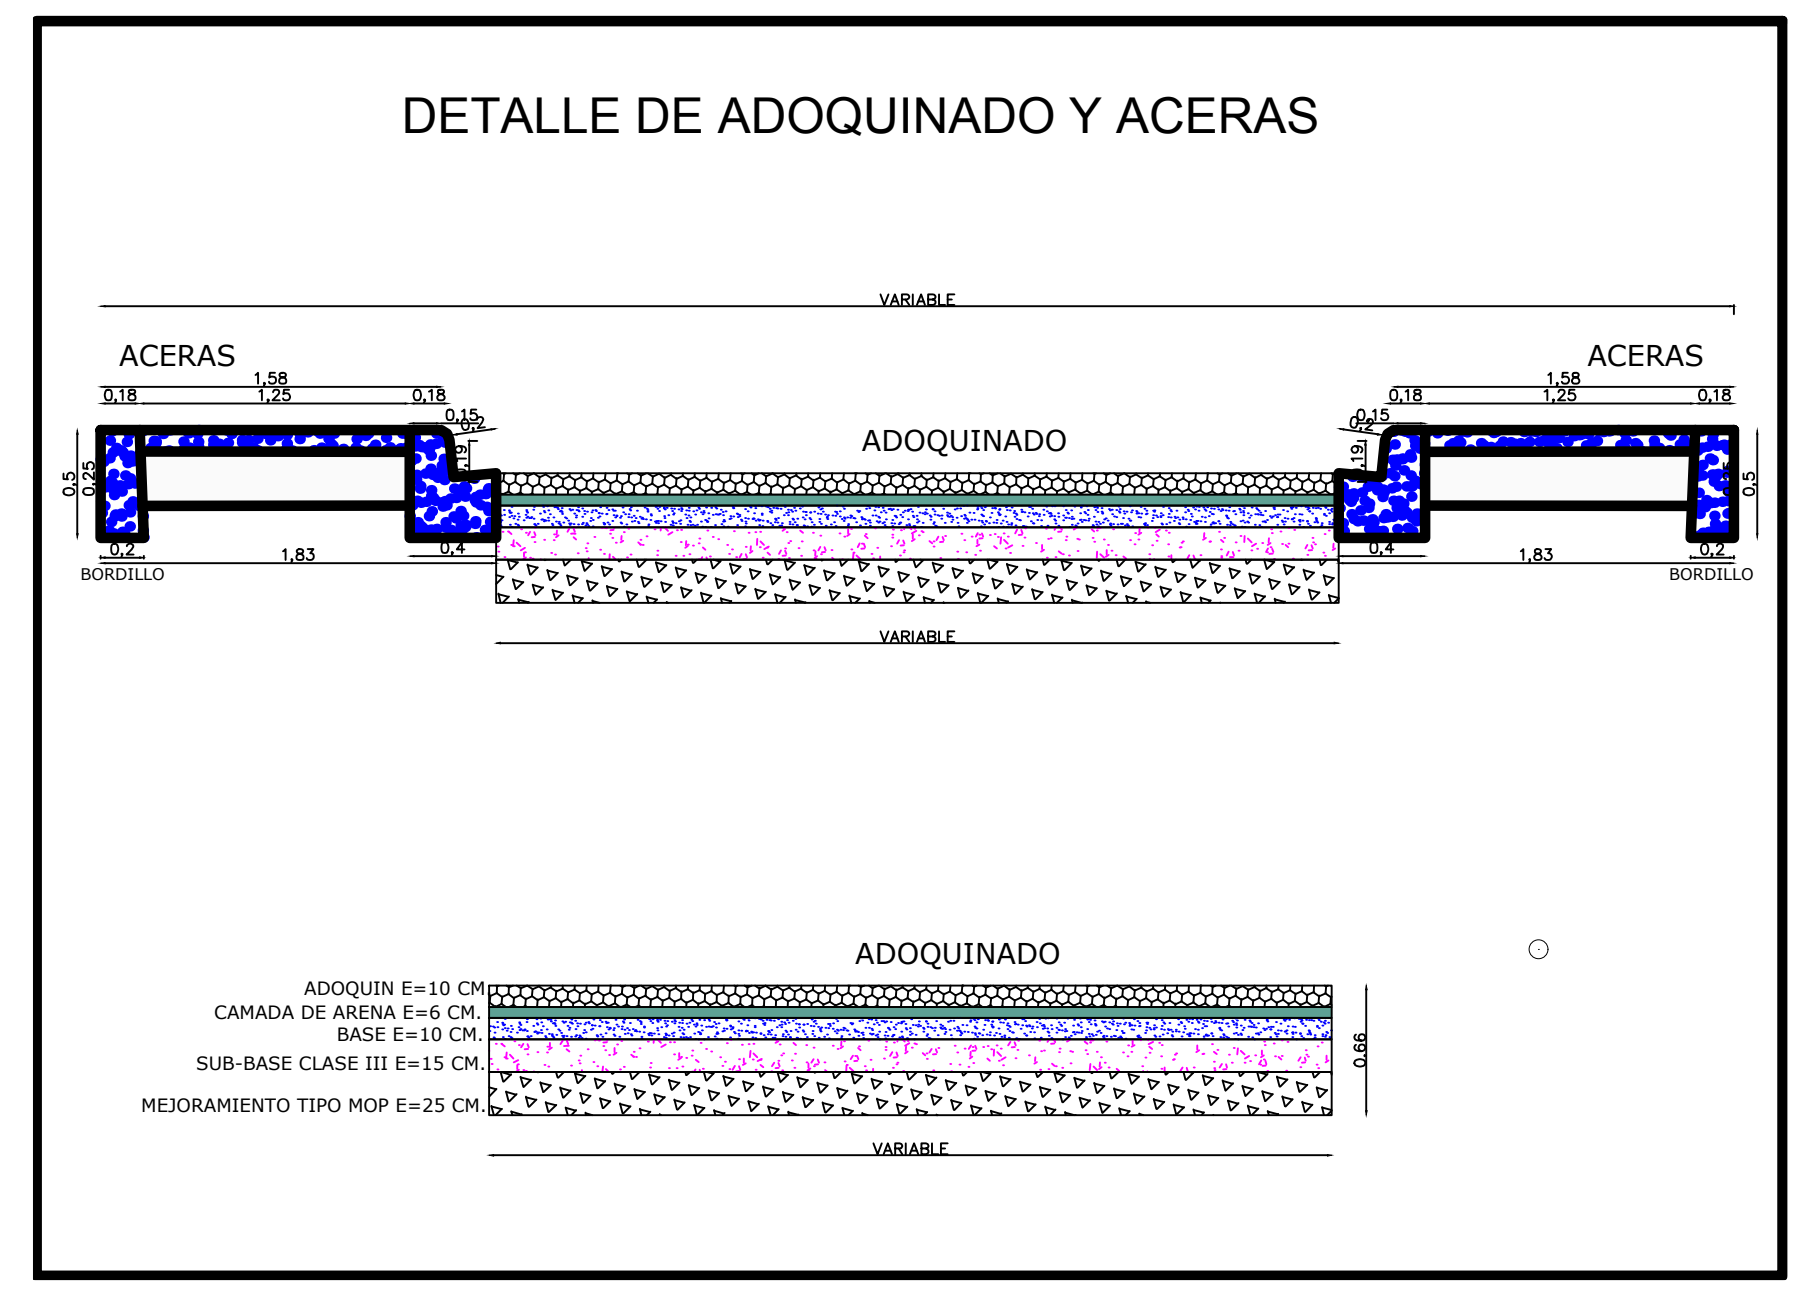 DETALLE DE ADOQUINADO Y ACERAS
VARIABLE
ACERAS
ACERAS
1,58
0,18
1,25
0,18
0,15
0,2
0,19
0,5
0,25
0,2
1,83
0,4
BORDILLO
ADOQUINADO
VARIABLE
1,58
0,18
1,25
0,18
0,15
0,2
0,19
0,25
0,5
0,4
1,83
0,2
BORDILLO
ADOQUINADO
ADOQUIN E=10 CM
CAMADA DE ARENA E=6 CM.
BASE E=10 CM.
SUB-BASE CLASE III E=15 CM.
MEJORAMIENTO TIPO MOP E=25 CM.
0.66
VARIABLE